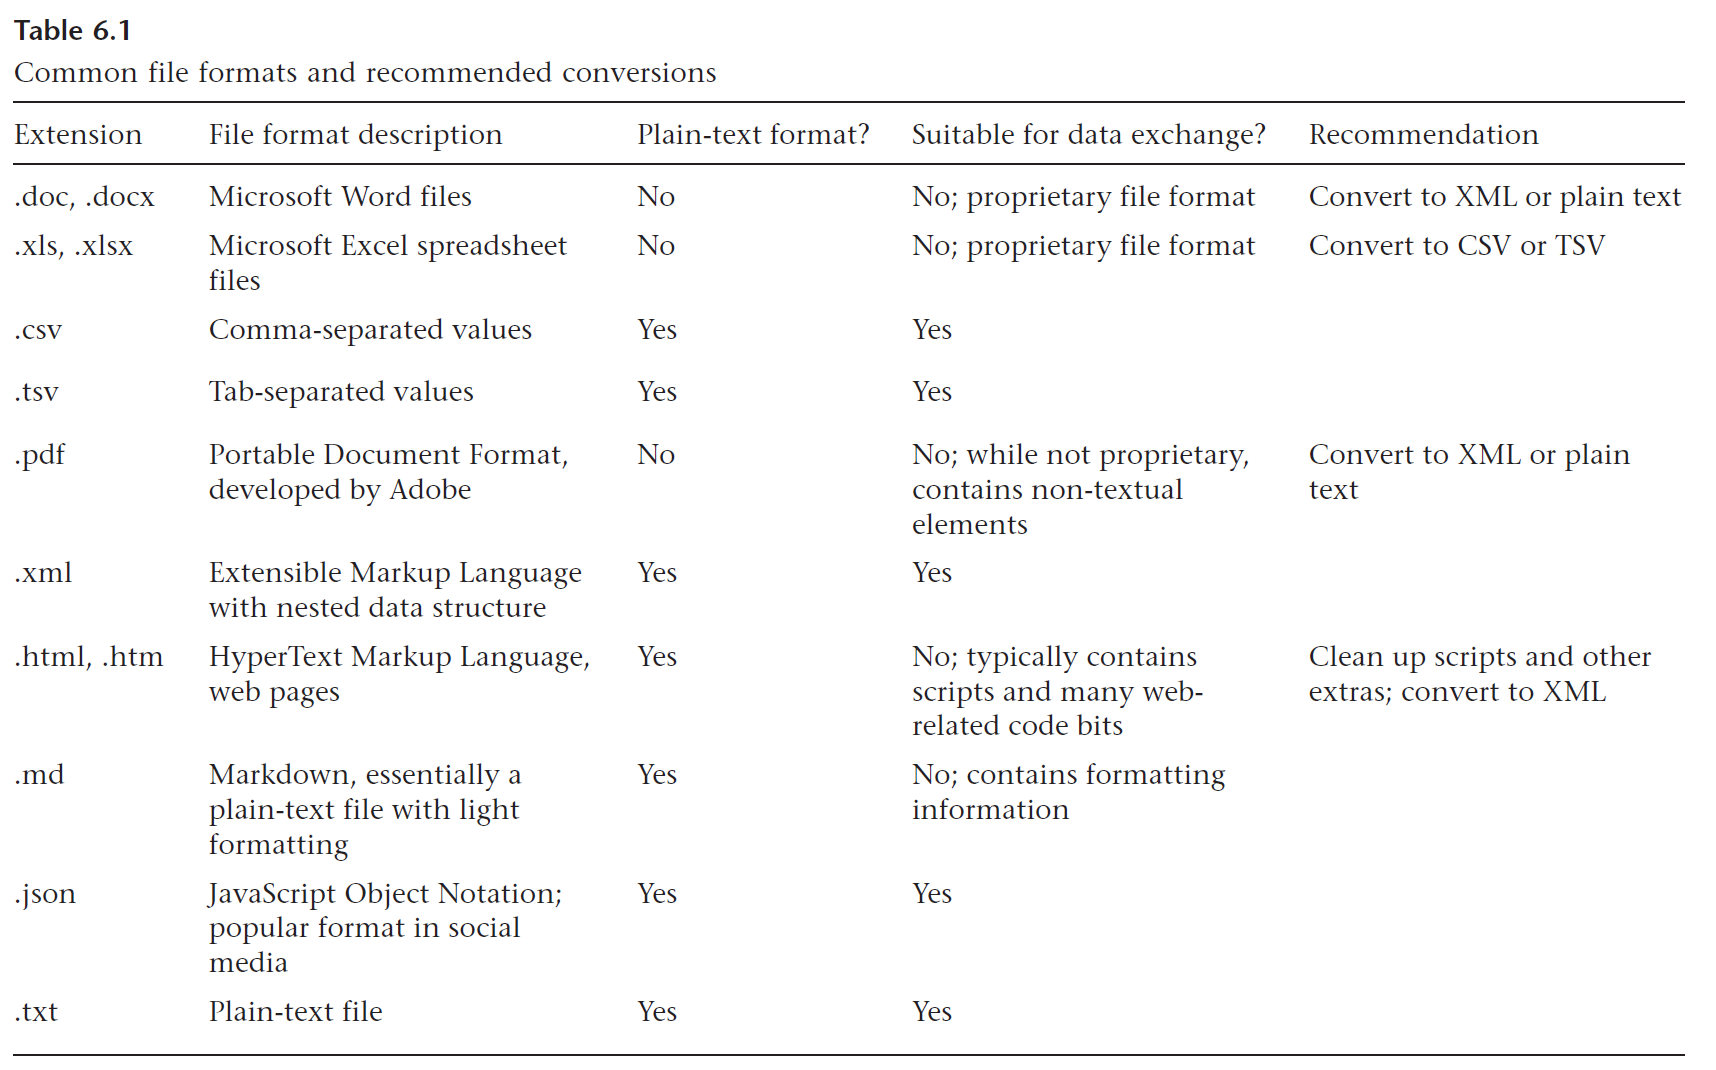 Table 6.1
Common file formats and recommended conversions
Extension File format description Plain-text format? Suitable for data exchange? Recommendation
.doc, .docx Microsoft Word files No No; proprietary file format Convert to XML or plain text
.xls, .xlsx Microsoft Excel spreadsheet No No; proprietary file format Convert to CSV or TSV
files
.csv Comma-separated values Yes Yes
.tsv Tab-separated values Yes Yes
.pdf Portable Document Format, No No; while not proprietary, Convert to XML or plain
developed by Adobe contains non-textual text
elements
.xml Extensible Markup Language Yes Yes
with nested data structure
.html, .htm HyperText Markup Language, Yes No; typically contains Clean up scripts and other
web pages scripts and many web- extras; convert to XML
related code bits
.md Markdown, essentially a Yes No; contains formatting
plain-text file with light information
formatting
.json JavaScript Object Notation; Yes Yes
popular format in social
media
.txt Plain-text file Yes Yes